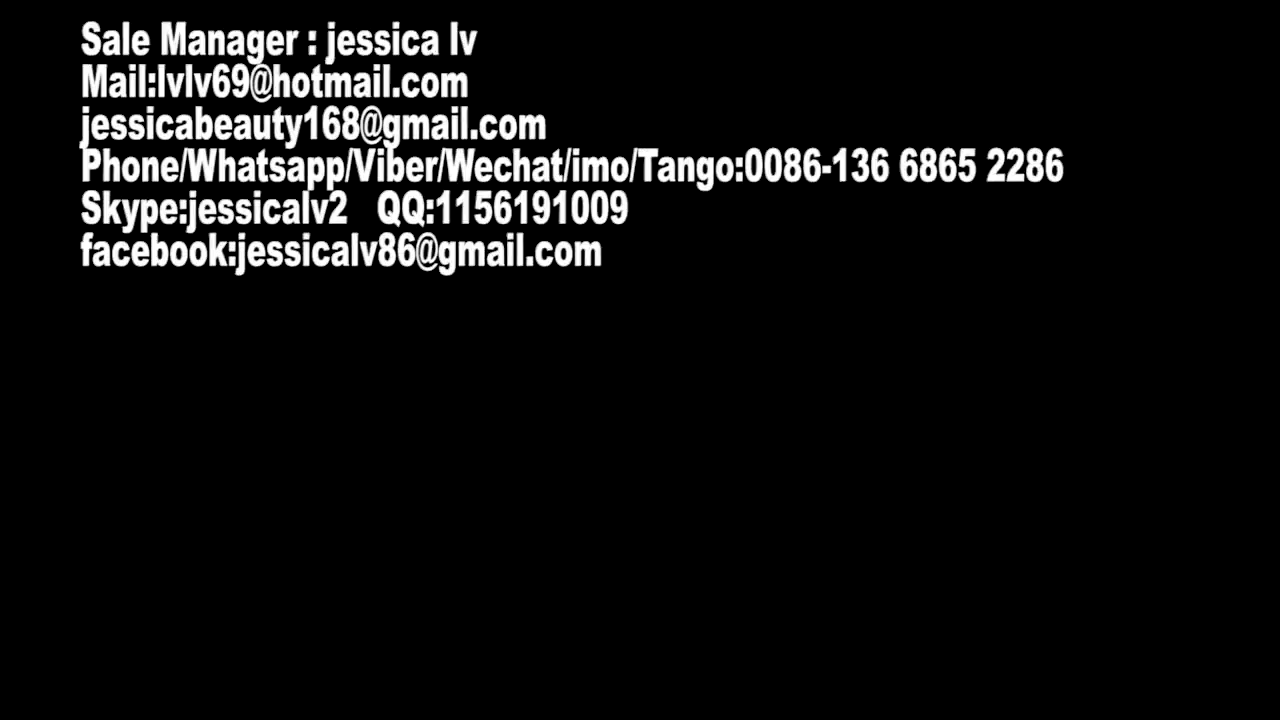 Sale Manager : jessica lv
Mail:lvlv69@hotmail.com
jessicabeauty168@gmail.com
Phone/Whatsapp/Viber/Wechat/imo/Tango:0086-136 6865 2286
Skype:jessicalv2   QQ:1156191009
facebook:jessicalv86@gmail.com